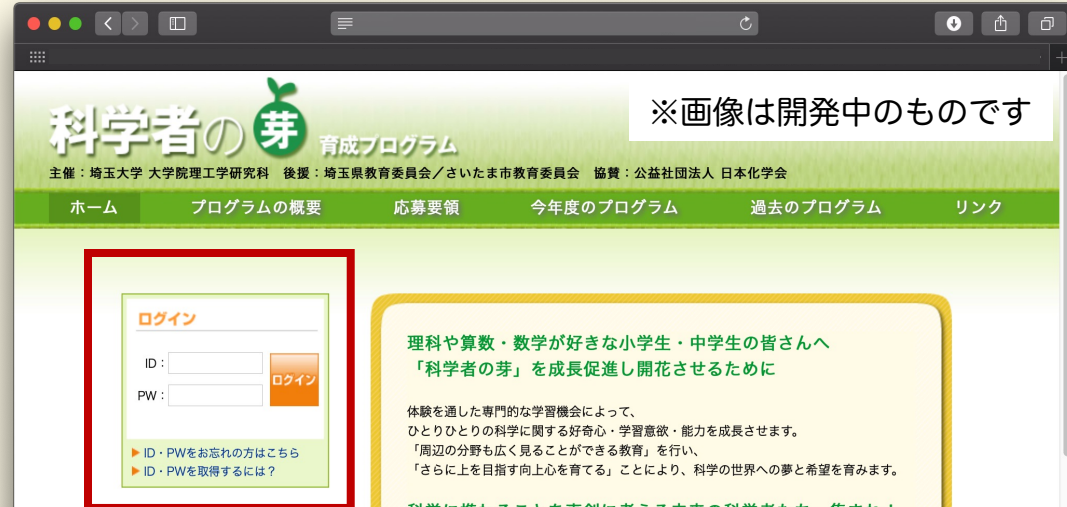 ※画像は開発中のものです
科学者の芽 育成プログラム
主催：埼玉大学 大学院理工学研究科　後援：埼玉県教育委員会／さいたま市教育委員会　協賛：公益社団法人 日本化学会
ホーム　プログラムの概要　応募要領　今年度のプログラム　過去のプログラム　リンク
ログイン
ID：
PW：
ログイン
ID・PWをお忘れの方はこちら
ID・PWを取得するには？
理科や算数・数学が好きな小学生・中学生の皆さんへ
「科学者の芽」を成長促進し開花させるために
体験を通した専門的な学習機会によって、
ひとりひとりの科学に関する好奇心・学習意欲・能力を成長させます。
「周辺の分野も広く見ることができる教育」を行い、
「さらに上を目指す向上心を育てる」ことにより、科学の世界への夢と希望を育みます。